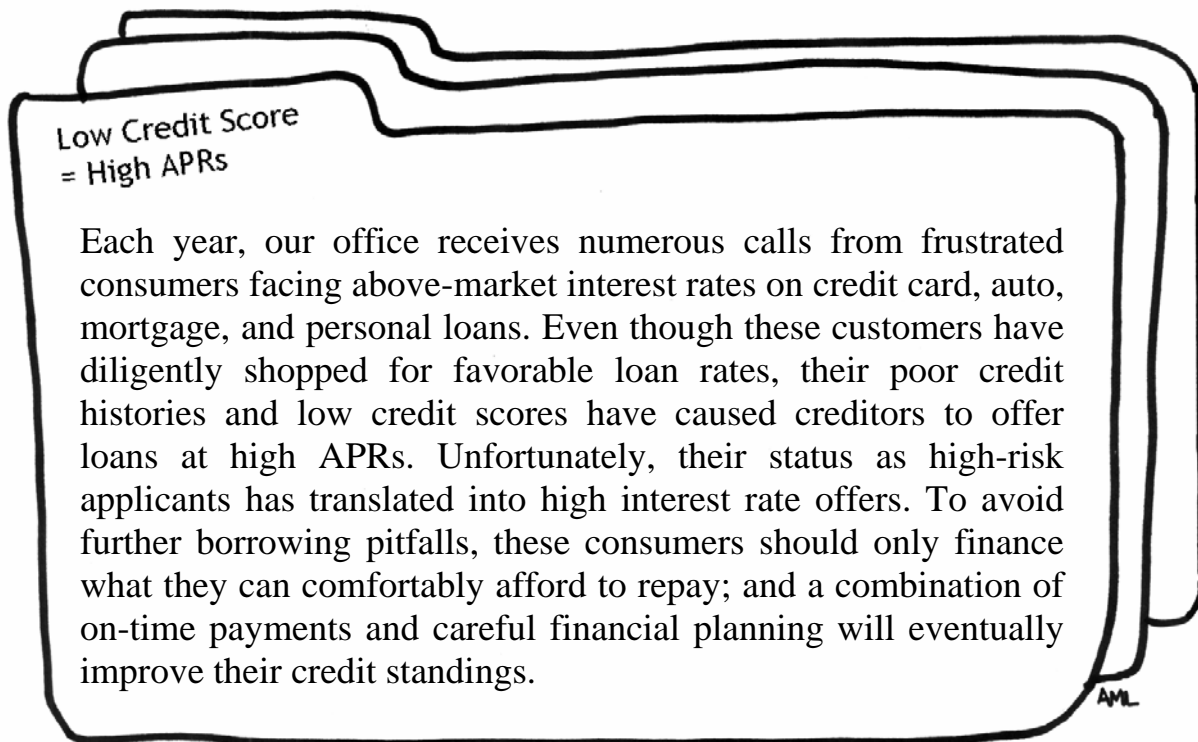 Low Credit Score
= High APRs
Each year, our office receives numerous calls from frustrated
consumers facing above-market interest rates on credit card, auto,
mortgage, and personal loans. Even though these customers have
diligently shopped for favorable loan rates, their poor credit
histories and low credit scores have caused creditors to offer
loans at high APRs. Unfortunately, their status as high-risk
applicants has translated into high interest rate offers. To avoid
further borrowing pitfalls, these consumers should only finance
what they can comfortably afford to repay; and a combination of
on-time payments and careful financial planning will eventually
improve their credit standings.
AML